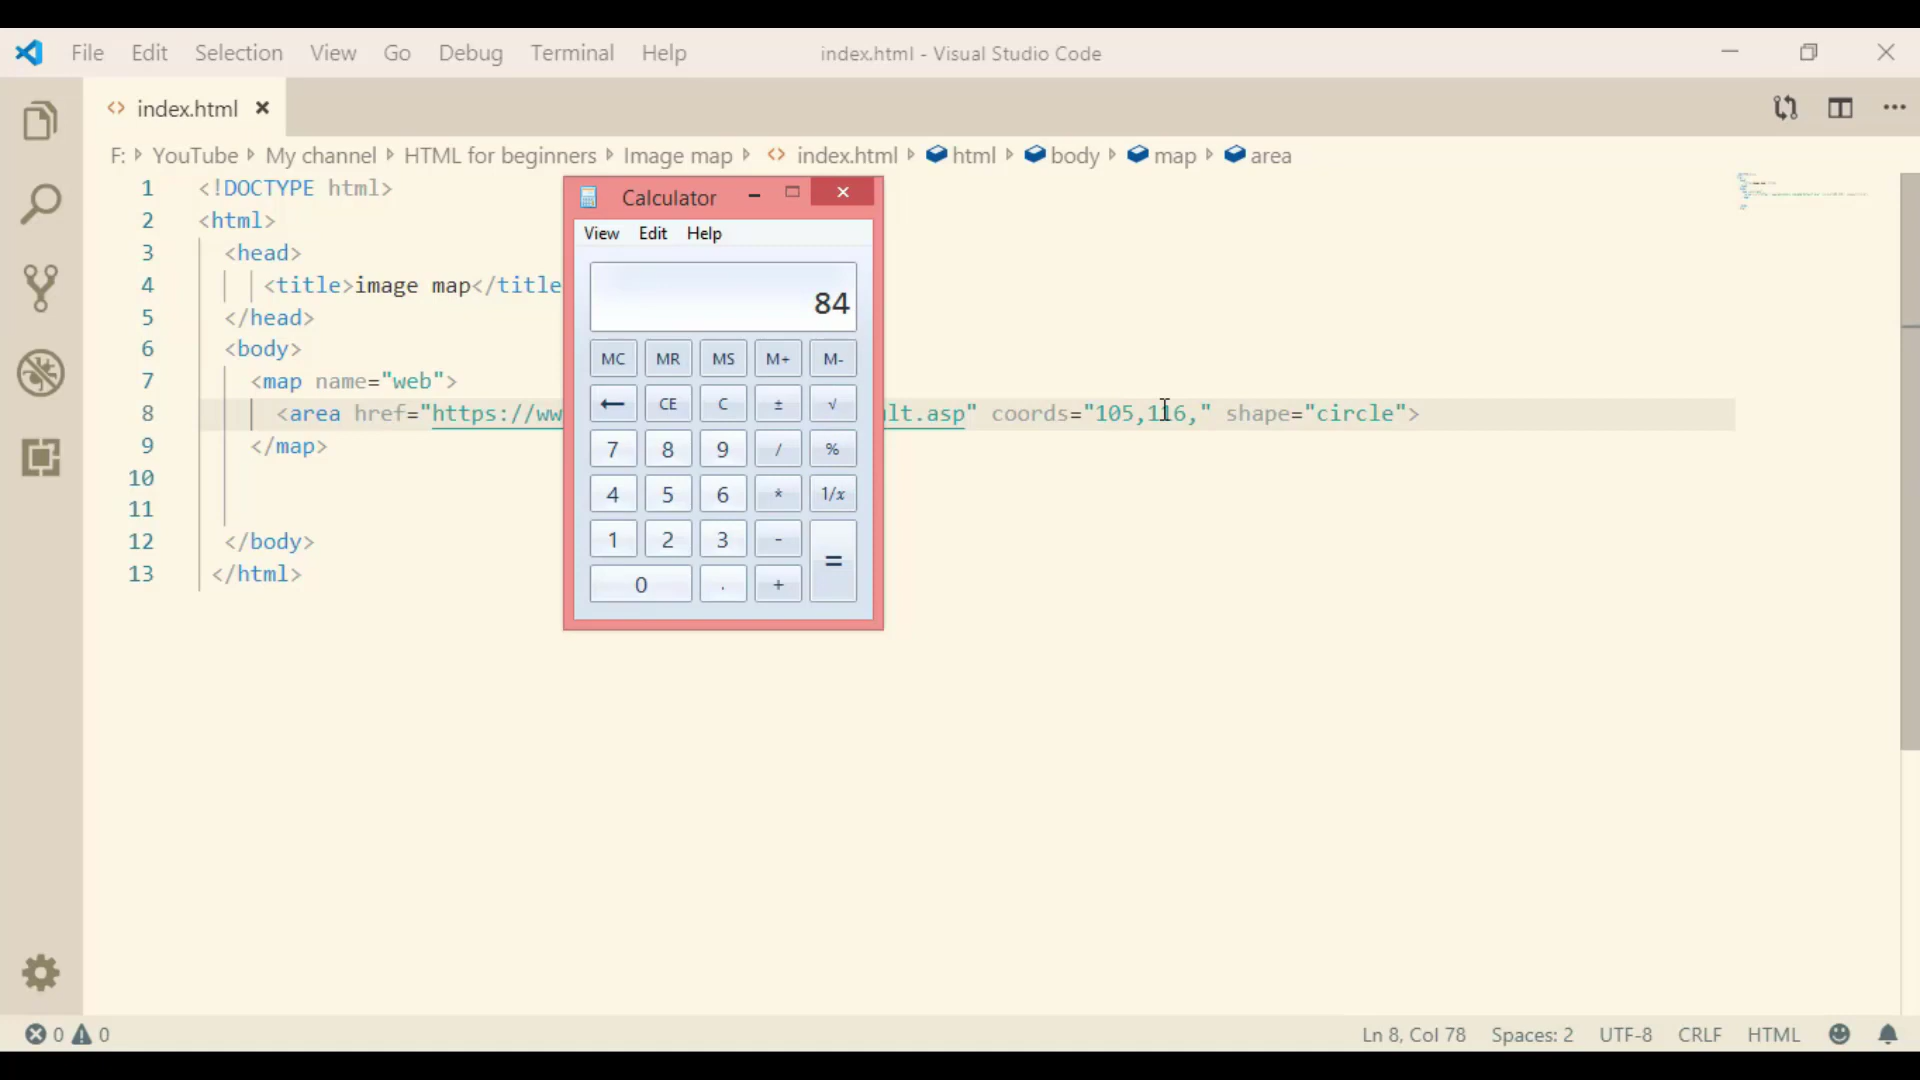 File Edit Selection View Go Debug Terminal Help index.html - Visual Studio Code
index.html
F: YouTube My channel HTML for beginners Image map index.html html body map area
1 <!DOCTYPE html>
2 <html>
3 <head>
4 <title>image map</title
5 </head>
6 <body>
7 <map name="web">
8 <area href="https://ww lt.asp" coords="105,116," shape="circle">
9 </map>
10
11
12 </body>
13 </html>
Calculator
View Edit Help
84
MC MR MS M+ M-
← CE C ± √
7 8 9 / %
4 5 6 * 1/x
1 2 3 - =
0 . +
0 0 Ln 8, Col 78 Spaces: 2 UTF-8 CRLF HTML